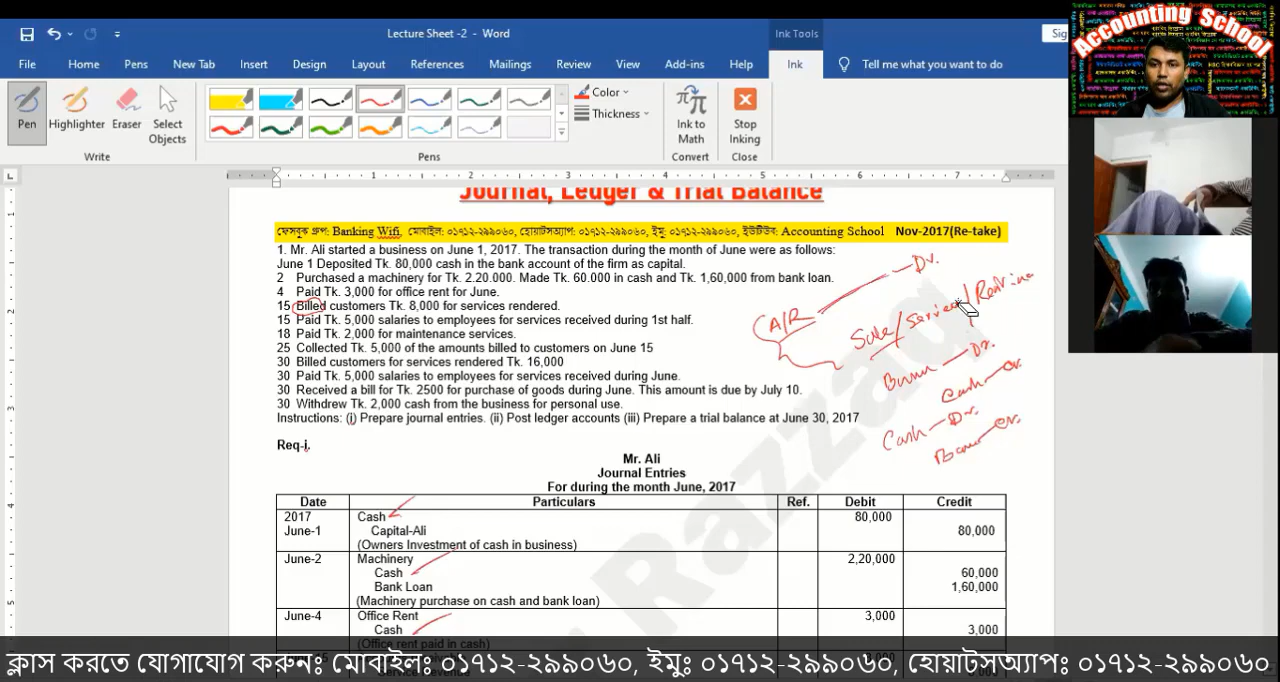 Lecture Sheet -2 - Word
Ink Tools
File Home Pens New Tab Insert Design Layout References Mailings Review View Add-ins Help Ink Tell me what you want to do
Pen Highlighter Eraser Select Objects
Color
Thickness
Ink to Math
Stop Inking
Write Pens Convert Close
Accounting School
Journal, Ledger & Trial Balance
ফেসবুক গ্রুপ: Banking Wifi, মোবাইল: ০১৭১২-২৯৯০৬০, হোয়াটসঅ্যাপ: ০১৭১২-২৯৯০৬০, ইমু: ০১৭১২-২৯৯০৬০, ইউটিউব: Accounting School Nov-2017(Re-take)
1. Mr. Ali started a business on June 1, 2017. The transaction during the month of June were as follows:
June 1 Deposited Tk. 80,000 cash in the bank account of the firm as capital.
2 Purchased a machinery for Tk. 2.20.000. Made Tk. 60.000 in cash and Tk. 1,60,000 from bank loan.
4 Paid Tk. 3,000 for office rent for June.
15 Billed customers Tk. 8,000 for services rendered.
15 Paid Tk. 5,000 salaries to employees for services received during 1st half.
18 Paid Tk. 2,000 for maintenance services.
25 Collected Tk. 5,000 of the amounts billed to customers on June 15
30 Billed customers for services rendered Tk. 16,000
30 Paid Tk. 5,000 salaries to employees for services received during June.
30 Received a bill for Tk. 2500 for purchase of goods during June. This amount is due by July 10.
30 Withdrew Tk. 2,000 cash from the business for personal use.
Instructions: (i) Prepare journal entries. (ii) Post ledger accounts (iii) Prepare a trial balance at June 30, 2017
A/R Dr.
Sale/Service/
Dr.
Cash Cr.
Cash Dr.
Cr.
Req-i.
Mr. Ali
Journal Entries
For during the month June, 2017
Date Particulars Ref. Debit Credit
2017 Cash 80,000
June-1 Capital-Ali 80,000
(Owners Investment of cash in business)
June-2 Machinery 2,20,000
Cash 60,000
Bank Loan 1,60,000
(Machinery purchase on cash and bank loan)
June-4 Office Rent 3,000
Cash 3,000
(Office rent paid in cash)
Service Revenue
ক্লাস করতে যোগাযোগ করুনঃ মোবাইলঃ ০১৭১২-২৯৯০৬০, ইমুঃ ০১৭১২-২৯৯০৬০, হোয়াটসঅ্যাপঃ ০১৭১২-২৯৯০৬০